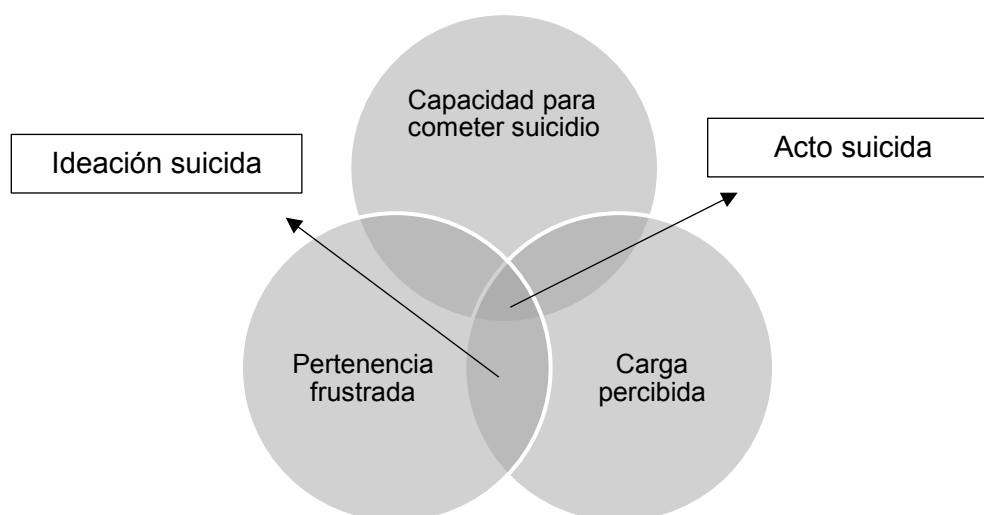 Capacidad para
cometer suicidio
Ideación suicida
Acto suicida
Pertenencia
frustrada
Carga
percibida